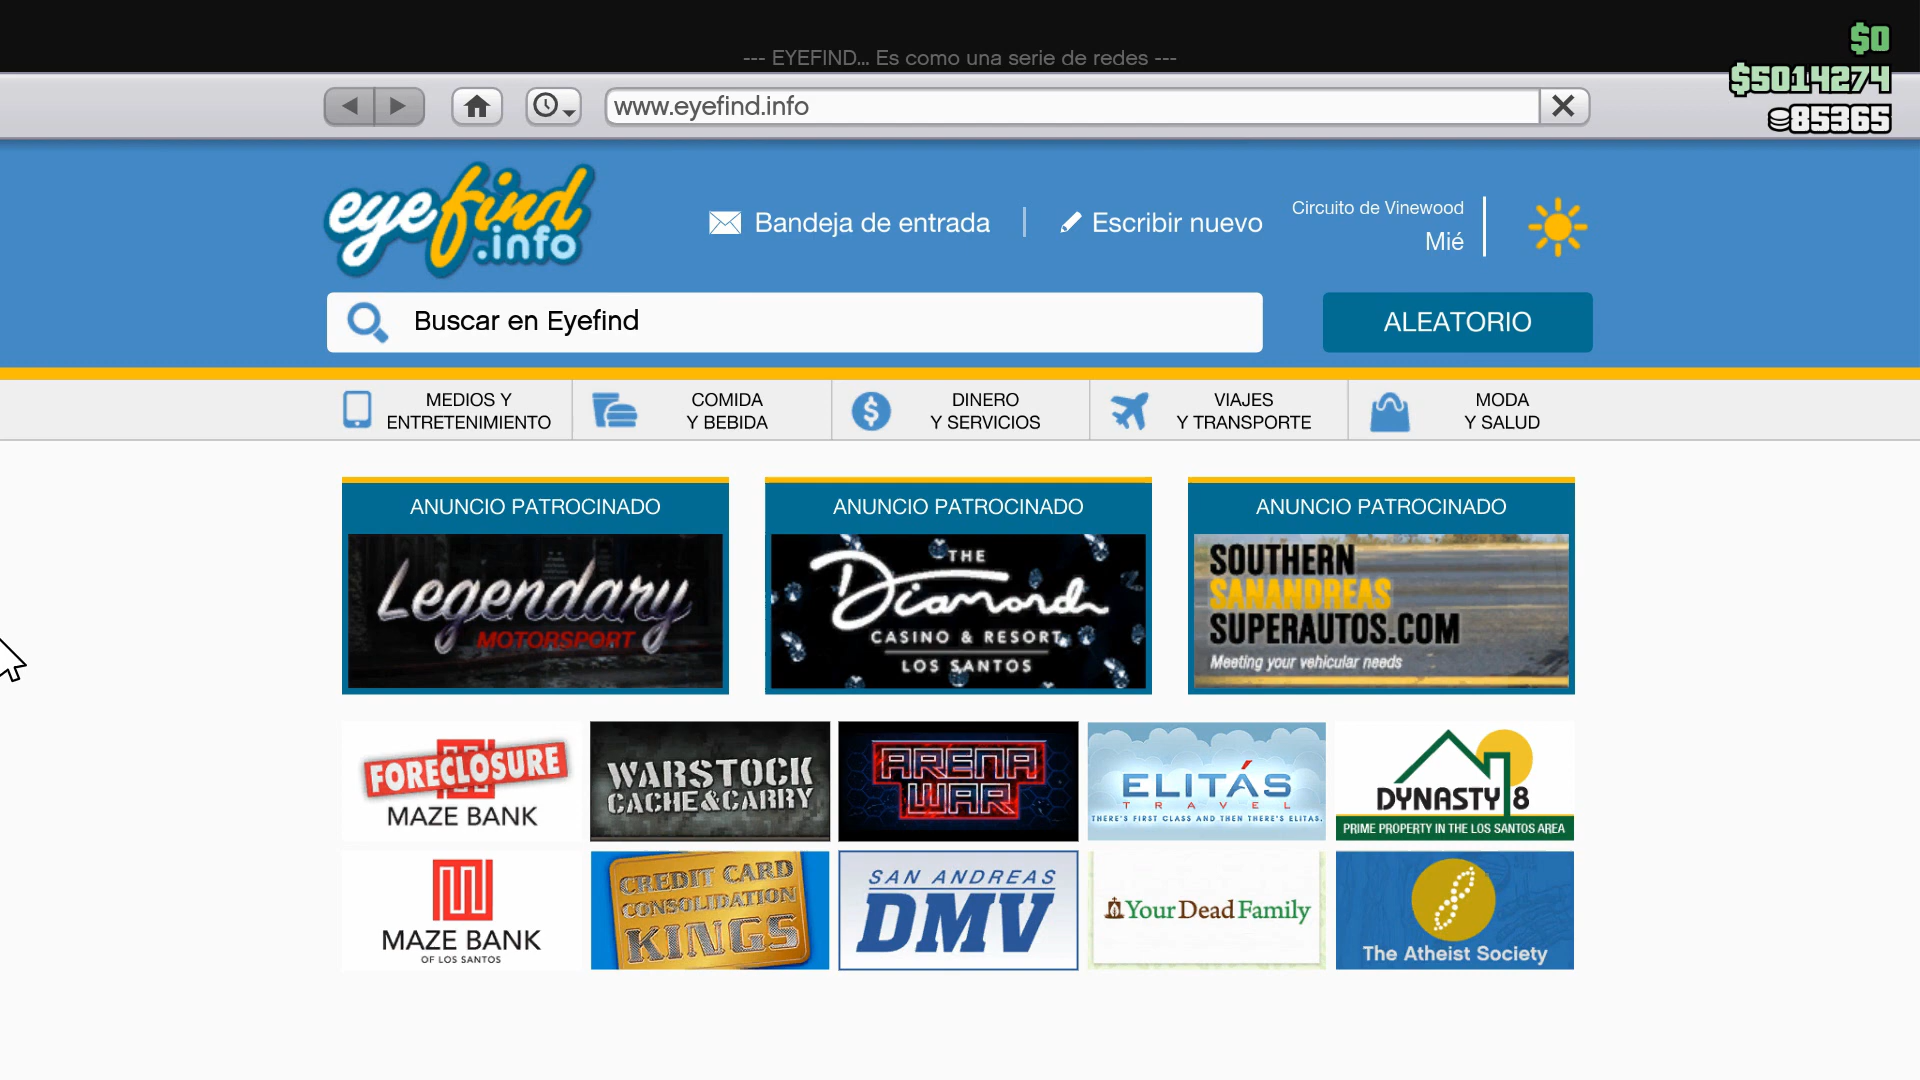 $0
--- EYEFIND... Es como una serie de redes ---
$5014274
www.eyefind.info
85365
eyefind
.info
Bandeja de entrada
Escribir nuevo
Circuito de Vinewood
Mié
Buscar en Eyefind
ALEATORIO
MEDIOS Y
ENTRETENIMIENTO
COMIDA
Y BEBIDA
DINERO
Y SERVICIOS
VIAJES
Y TRANSPORTE
MODA
Y SALUD
ANUNCIO PATROCINADO
Legendary
MOTORSPORT
ANUNCIO PATROCINADO
THE
Diamond
CASINO & RESORT
LOS SANTOS
ANUNCIO PATROCINADO
SOUTHERN
SANANDREAS
SUPERAUTOS.COM
Meeting your vehicular needs
FORECLOSURE
MAZE BANK
WARSTOCK
CACHE&CARRY
ARENA
WAR
ELITÁS
TRAVEL
THERE'S FIRST CLASS AND THEN THERE'S ELITAS.
DYNASTY 8
PRIME PROPERTY IN THE LOS SANTOS AREA
MAZE BANK
OF LOS SANTOS
CREDIT CARD
CONSOLIDATION
KINGS
SAN ANDREAS
DMV
YourDeadFamily
The Atheist Society